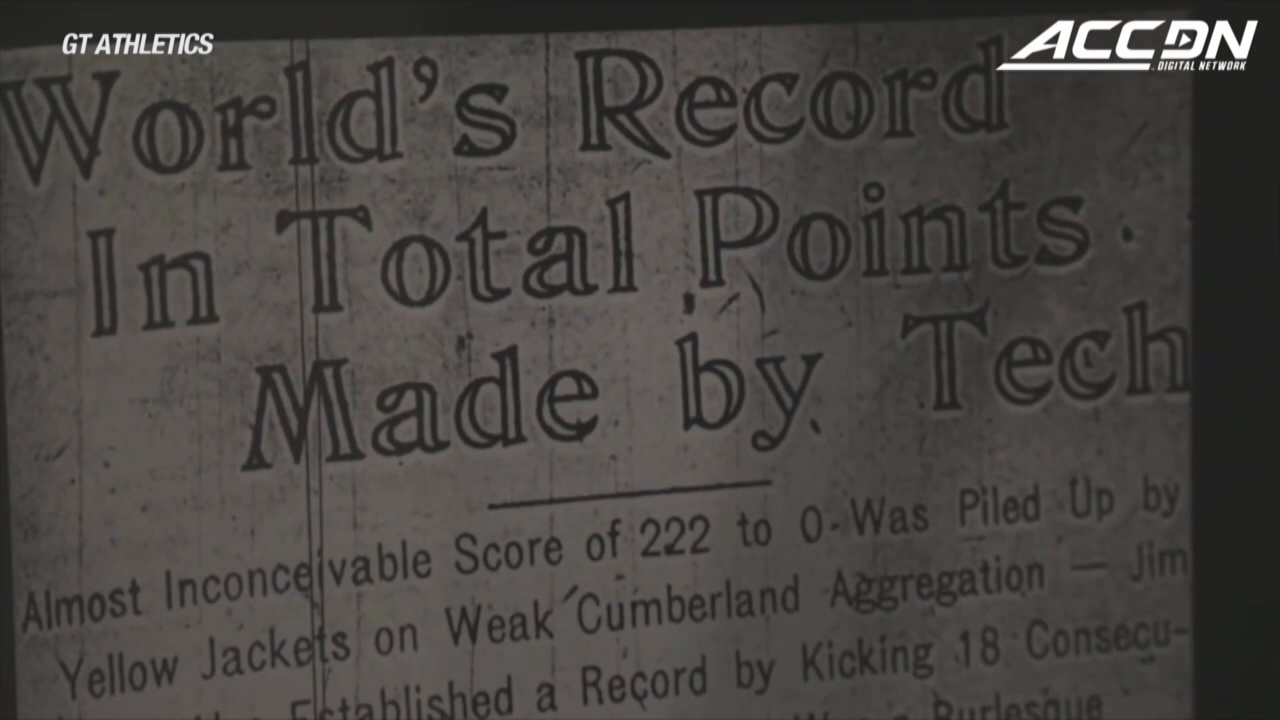 GT ATHLETICS
ACCDN
DIGITAL NETWORK
World's Record
In Total Points
Made by Tech
Almost Inconceivable Score of 222 to 0-Was Piled Up by
Yellow Jackets on Weak Cumberland Aggregation — Jim
Established a Record by Kicking 18 Consecu-
Burlesque